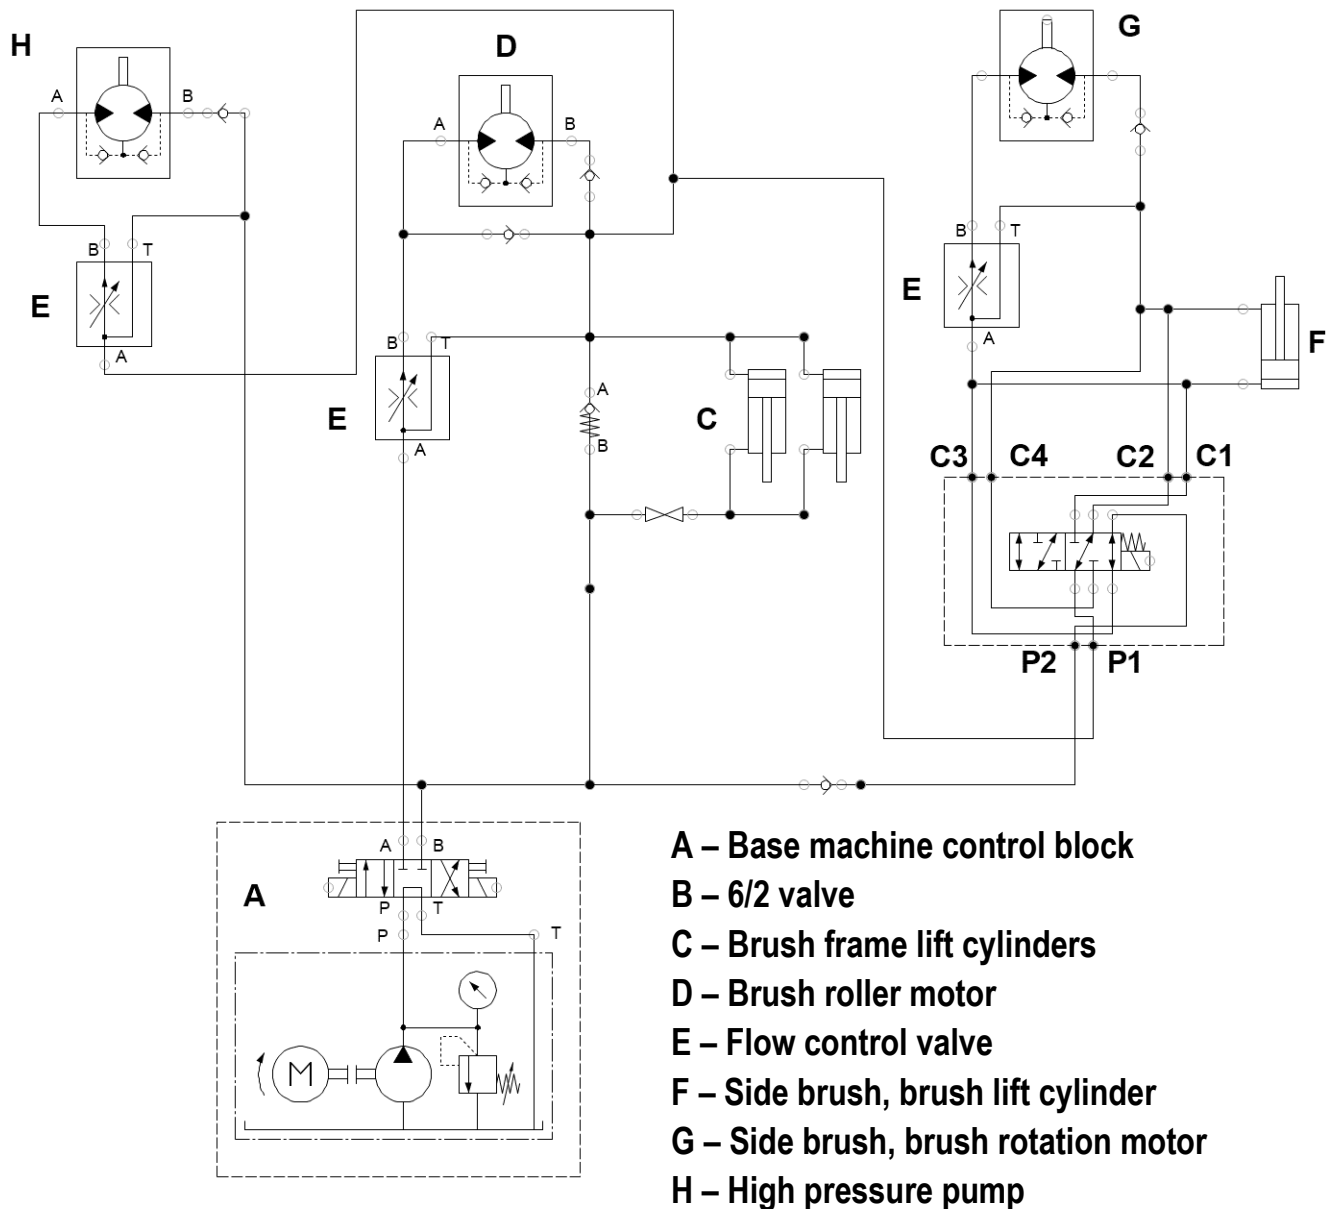 H
D
G
A
B
A
B
B
T
E
A
B
T
E
A
A
B
C
B
T
E
A
F
C3
C4
C2
C1
P2
P1
A
B
A
P
T
P
T
M
A – Base machine control block
B – 6/2 valve
C – Brush frame lift cylinders
D – Brush roller motor
E – Flow control valve
F – Side brush, brush lift cylinder
G – Side brush, brush rotation motor
H – High pressure pump